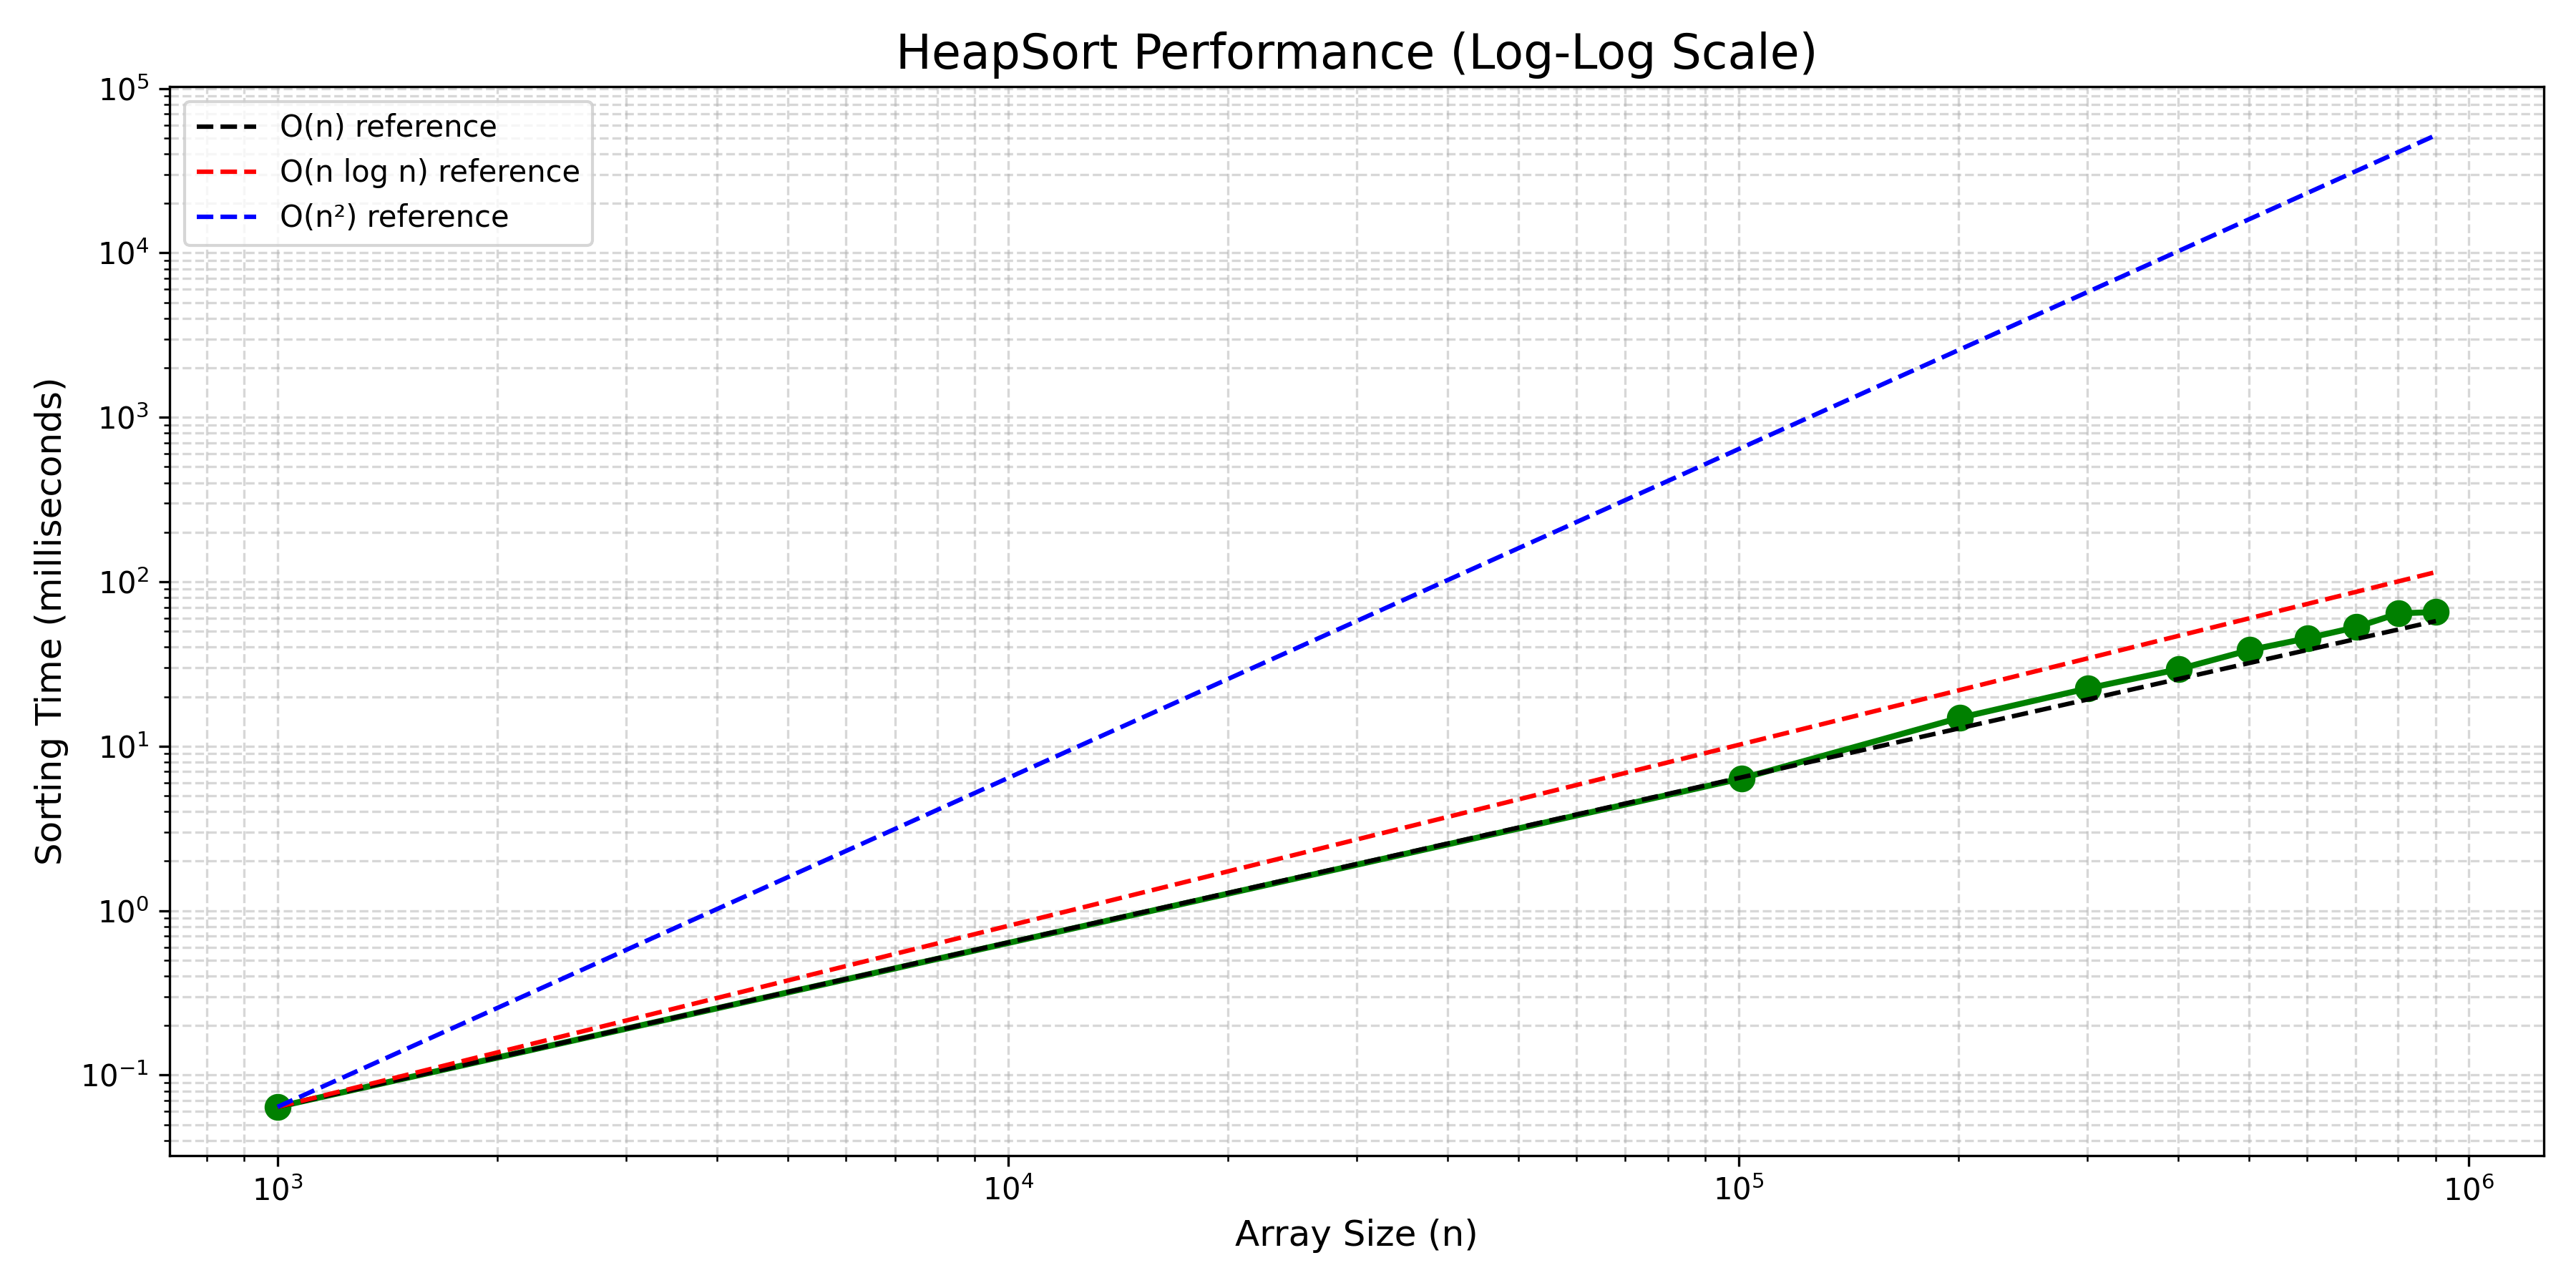 HeapSort Performance (Log-Log Scale)
O(n) reference
O(n log n) reference
O(n²) reference
Sorting Time (milliseconds)
10⁵
10⁴
10³
10²
10¹
10⁰
10⁻¹
10³ 10⁴ 10⁵ 10⁶
Array Size (n)